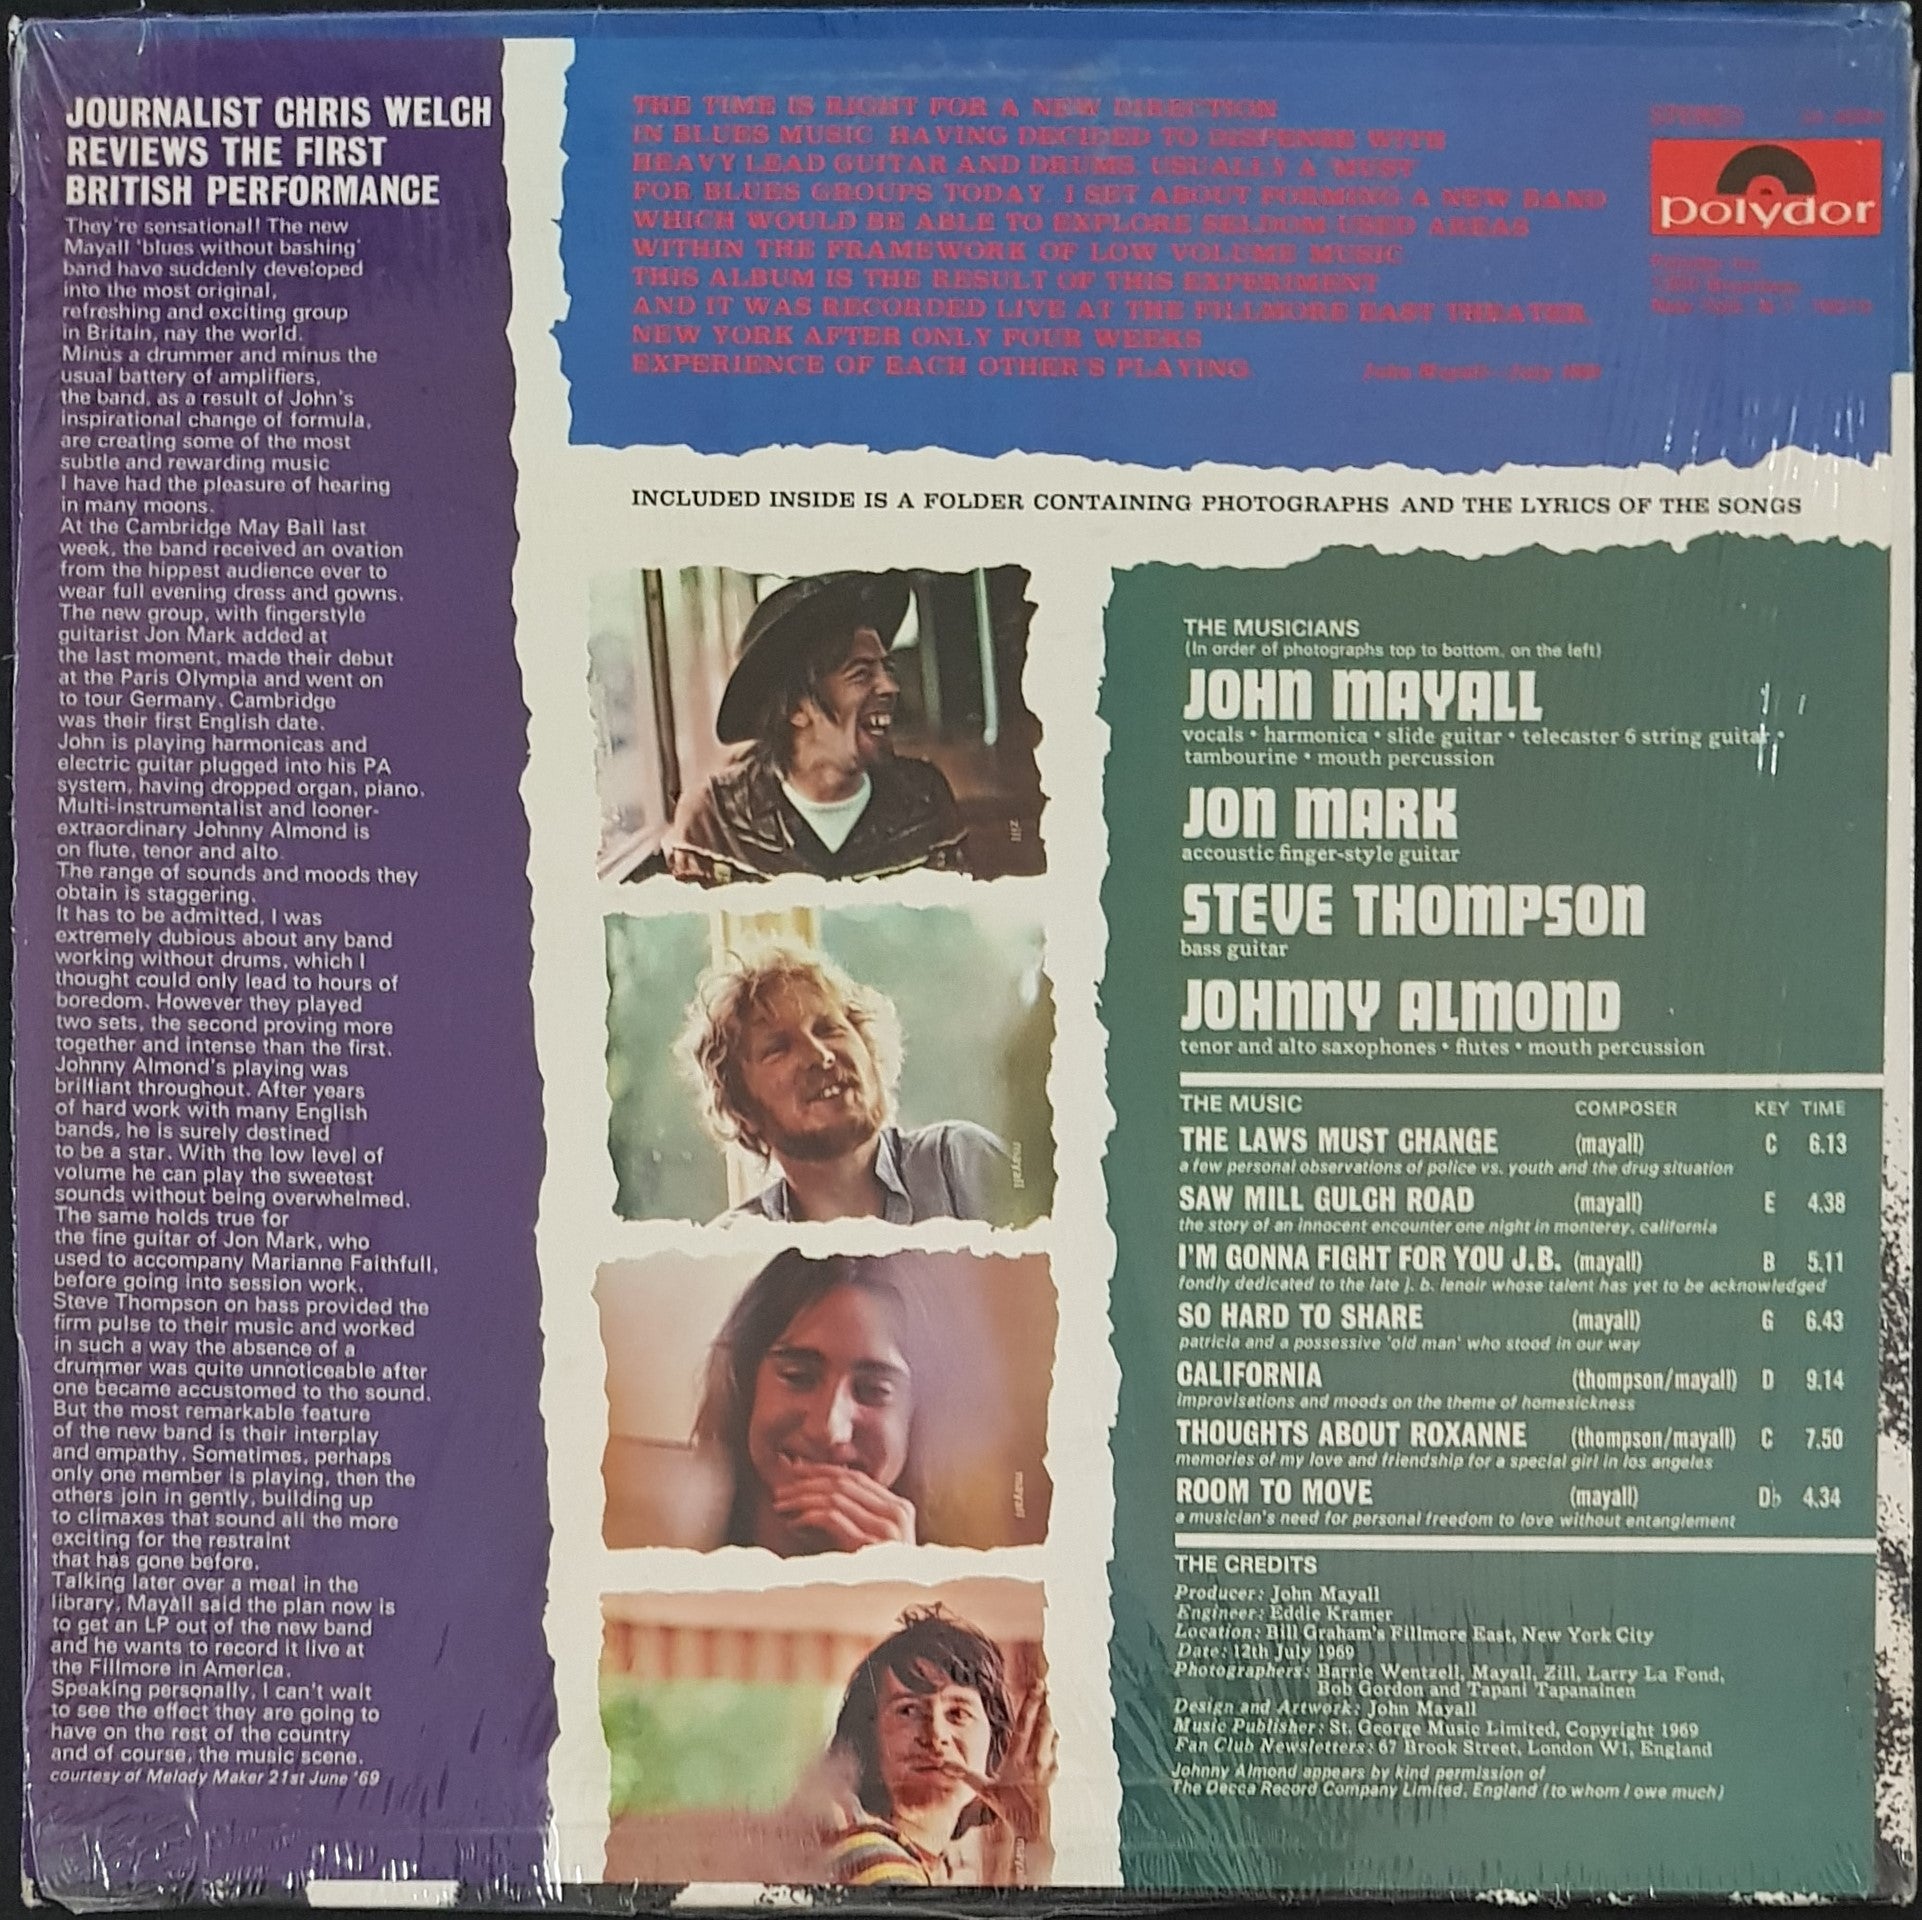 JOURNALIST CHRIS WELCH
REVIEWS THE FIRST
BRITISH PERFORMANCE
They're sensational! The new
Mayall 'blues without bashing'
band have suddenly developed
into the most original,
refreshing and exciting group
in Britain, nay the world.
Minus a drummer and minus the
usual battery of amplifiers,
the band, as a result of John's
inspirational change of formula,
are creating some of the most
subtle and rewarding music
I have had the pleasure of hearing
in many moons.
At the Cambridge May Ball last
week, the band received an ovation
from the hippest audience ever to
wear full evening dress and gowns.
The new group, with fingerstyle
guitarist Jon Mark added at
the last moment, made their debut
at the Paris Olympia and went on
to tour Germany. Cambridge
was their first English date.
John is playing harmonicas and
electric guitar plugged into his PA
system, having dropped organ, piano.
Multi-instrumentalist and looner-
extraordinary Johnny Almond is
on flute, tenor and alto.
The range of sounds and moods they
obtain is staggering.
It has to be admitted, I was
extremely dubious about any band
working without drums, which I
thought could only lead to hours of
boredom. However they played
two sets, the second proving more
together and intense than the first.
Johnny Almond's playing was
brilliant throughout. After years
of hard work with many English
bands, he is surely destined
to be a star. With the low level of
volume he can play the sweetest
sounds without being overwhelmed.
The same holds true for
the fine guitar of Jon Mark, who
used to accompany Marianne Faithfull,
before going into session work.
Steve Thompson on bass provided the
firm pulse to their music and worked
in such a way the absence of a
drummer was quite unnoticeable after
one became accustomed to the sound.
But the most remarkable feature
of the new band is their interplay
and empathy. Sometimes, perhaps
only one member is playing, then the
others join in gently, building up
to climaxes that sound all the more
exciting for the restraint
that has gone before.
Talking later over a meal in the
library, Mayall said the plan now is
to get an LP out of the new band
and he wants to record it live at
the Fillmore in America.
Speaking personally, I can't wait
to see the effect they are going to
have on the rest of the country
and of course, the music scene.
courtesy of Melody Maker 21st June '69
THE TIME IS RIGHT FOR A NEW DIRECTION
IN BLUES MUSIC HAVING DECIDED TO DISPENSE WITH
HEAVY LEAD GUITAR AND DRUMS, USUALLY A 'MUST'
FOR BLUES GROUPS TODAY, I SET ABOUT FORMING A NEW BAND
WHICH WOULD BE ABLE TO EXPLORE SELDOM USED AREAS
WITHIN THE FRAMEWORK OF LOW VOLUME MUSIC
THIS ALBUM IS THE RESULT OF THIS EXPERIMENT
AND IT WAS RECORDED LIVE AT THE FILLMORE EAST THEATER,
NEW YORK AFTER ONLY FOUR WEEKS
EXPERIENCE OF EACH OTHER'S PLAYING.
John Mayall—July 1969
STEREO
polydor
INCLUDED INSIDE IS A FOLDER CONTAINING PHOTOGRAPHS AND THE LYRICS OF THE SONGS
zill
mayall
mayall
THE MUSICIANS
(In order of photographs top to bottom, on the left)
JOHN MAYALL
vocals • harmonica • slide guitar • telecaster 6 string guitar •
tambourine • mouth percussion
JON MARK
accoustic finger-style guitar
STEVE THOMPSON
bass guitar
JOHNNY ALMOND
tenor and alto saxophones • flutes • mouth percussion
THE MUSIC COMPOSER KEY TIME
THE LAWS MUST CHANGE (mayall) C 6.13
a few personal observations of police vs. youth and the drug situation
SAW MILL GULCH ROAD (mayall) E 4.38
the story of an innocent encounter one night in monterey, california
I'M GONNA FIGHT FOR YOU J.B. (mayall) B 5.11
fondly dedicated to the late j. b. lenoir whose talent has yet to be acknowledged
SO HARD TO SHARE (mayall) G 6.43
patricia and a possessive 'old man' who stood in our way
CALIFORNIA (thompson/mayall) D 9.14
improvisations and moods on the theme of homesickness
THOUGHTS ABOUT ROXANNE (thompson/mayall) C 7.50
memories of my love and friendship for a special girl in los angeles
ROOM TO MOVE (mayall) D♭ 4.34
a musician's need for personal freedom to love without entanglement
THE CREDITS
Producer: John Mayall
Engineer: Eddie Kramer
Location: Bill Graham's Fillmore East, New York City
Date: 12th July 1969
Photographers: Barrie Wentzell, Mayall, Zill, Larry La Fond,
Bob Gordon and Tapani Tapanainen
Design and Artwork: John Mayall
Music Publisher: St. George Music Limited, Copyright 1969
Fan Club Newsletters: 67 Brook Street, London W1, England
Johnny Almond appears by kind permission of
The Decca Record Company Limited, England (to whom I owe much)